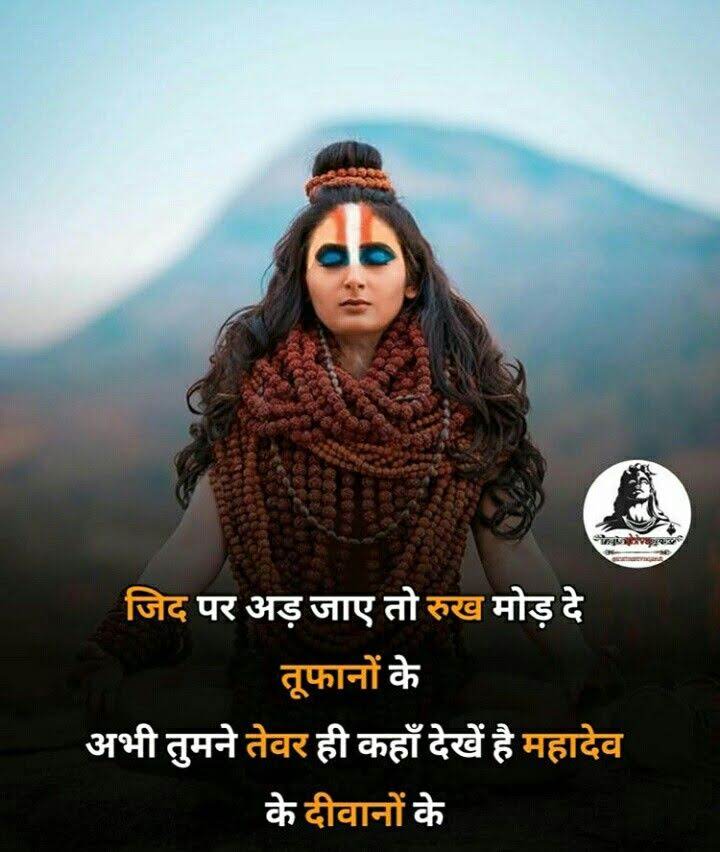 जिद पर अड़ जाए तो रुख मोड़ दे
तूफानों के
अभी तुमने तेवर ही कहाँ देखें है महादेव
के दीवानों के